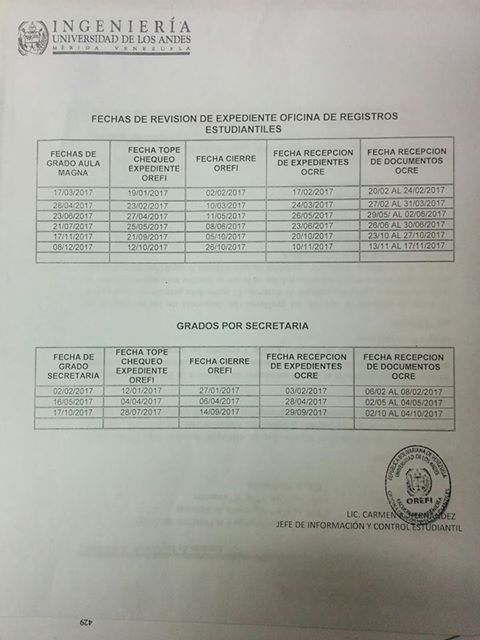 INGENIERÍA
UNIVERSIDAD DE LOS ANDES
MÉRIDA VENEZUELA
FECHAS DE REVISION DE EXPEDIENTE OFICINA DE REGISTROS
ESTUDIANTILES
FECHAS DE GRADO AULA MAGNA FECHA TOPE CHEQUEO EXPEDIENTE OREFI FECHA CIERRE OREFI FECHA RECEPCION DE EXPEDIENTES OCRE FECHA RECEPCION DE DOCUMENTOS OCRE
17/03/2017 19/01/2017 02/02/2017 17/02/2017 20/02 AL 24/02/2017
28/04/2017 23/02/2017 10/03/2017 24/03/2017 27/02 AL 31/03/2017
23/06/2017 27/04/2017 11/05/2017 26/05/2017 29/05/ AL 02/06/2017
21/07/2017 25/05/2017 08/06/2017 23/06/2017 26/06 AL 30/06/2017
17/11/2017 21/09/2017 05/10/2017 20/10/2017 23/10 AL 27/10/2017
08/12/2017 12/10/2017 26/10/2017 10/11/2017 13/11 AL 17/11/2017
GRADOS POR SECRETARIA
FECHA DE GRADO SECRETARIA FECHA TOPE CHEQUEO EXPEDIENTE OREFI FECHA CIERRE OREFI FECHA RECEPCION DE EXPEDIENTES OCRE FECHA RECEPCION DE DOCUMENTOS OCRE
02/02/2017 12/01/2017 27/01/2017 03/02/2017 06/02 AL 08/02/2017
16/05/2017 04/04/2017 06/04/2017 28/04/2017 02/05 AL 04/05/2017
17/10/2017 28/07/2017 14/09/2017 29/09/2017 02/10 AL 04/10/2017
REPUBLICA BOLIVARIANA DE VENEZUELA
UNIVERSIDAD DE LOS ANDES
OREFI
LIC. CARMEN HERNANDEZ
JEFE DE INFORMACIÓN Y CONTROL ESTUDIANTIL
429